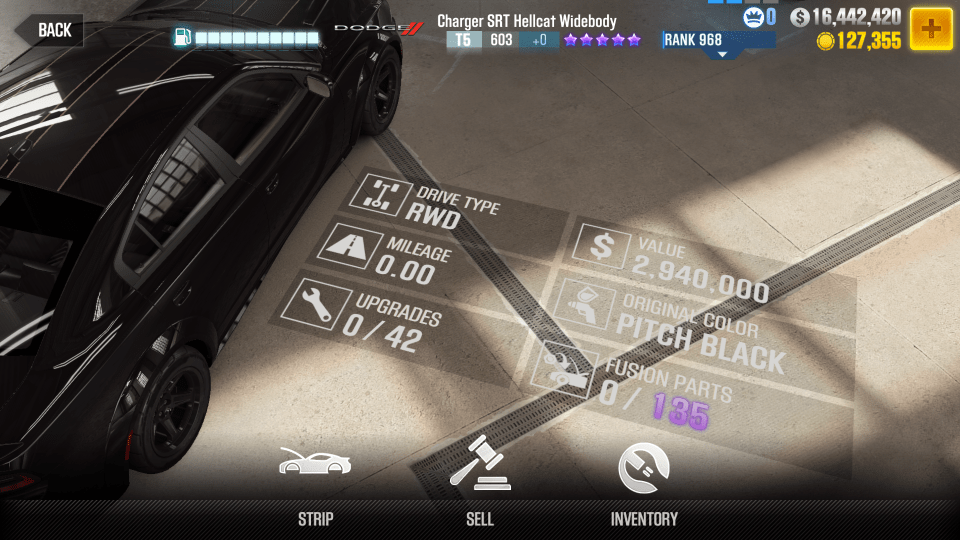 BACK
DODGE
Charger SRT Hellcat Widebody
T5 603 +0
RANK 968
0
16,442,420
127,355
DRIVE TYPE
RWD
MILEAGE
0.00
UPGRADES
0/42
$ VALUE
2,940,000
ORIGINAL COLOR
PITCH BLACK
FUSION PARTS
0/135
STRIP
SELL
INVENTORY